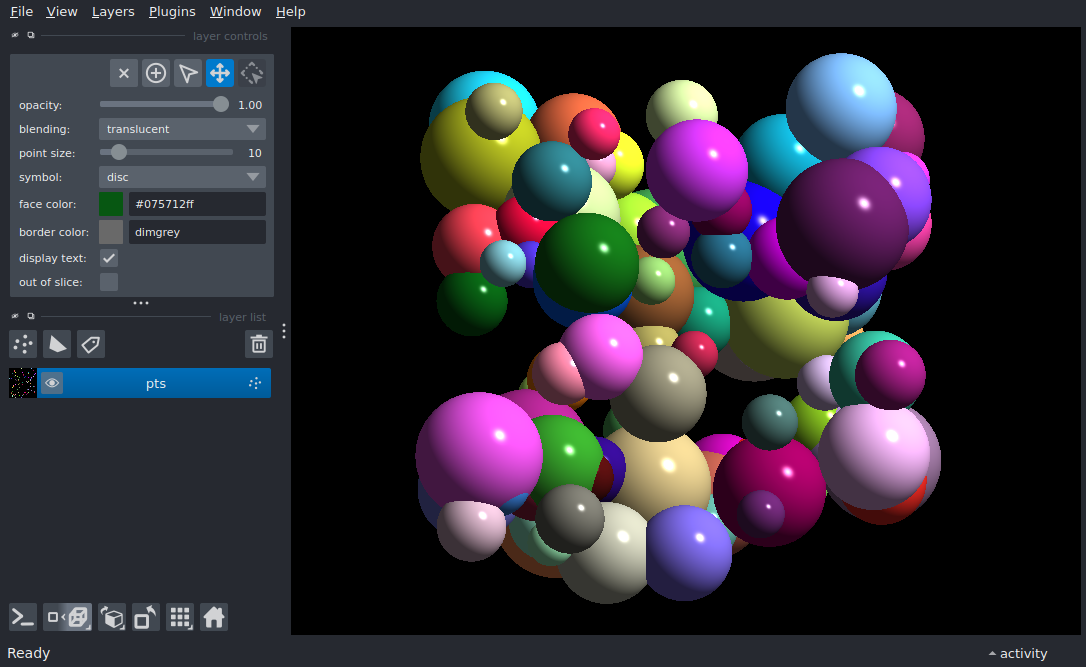 File View Layers Plugins Window Help
layer controls
opacity: 1.00
blending: translucent
point size: 10
symbol: disc
face color: #075712ff
border color: dimgrey
display text:
out of slice:
layer list
pts
Ready
activity